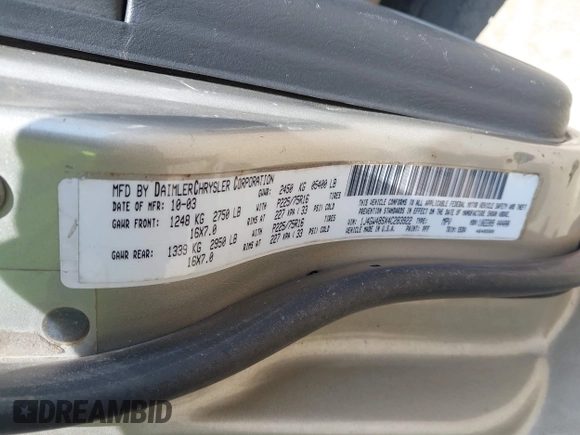 MFD BY DAIMLERCHRYSLER CORPORATION
DATE OF MFR: 10-03 GVWR: 2450 KG 05400 LB
GAWR FRONT: 1248 KG 2750 LB WITH P225/75R16 TIRES
16X7.0 RIMS AT 227 KPA / 33 PSI COLD
GAWR REAR: 1339 KG 2950 LB WITH P225/75R16 TIRES
16X7.0 RIMS AT 227 KPA / 33 PSI COLD
THIS VEHICLE CONFORMS TO ALL APPLICABLE FEDERAL MOTOR VEHICLE SAFETY AND THEFT
PREVENTION STANDARDS IN EFFECT ON THE DATE OF MANUFACTURE SHOWN ABOVE.
VIN: TYPE: MPV
MADE IN U.S.A. PAINT:
DREAMBID